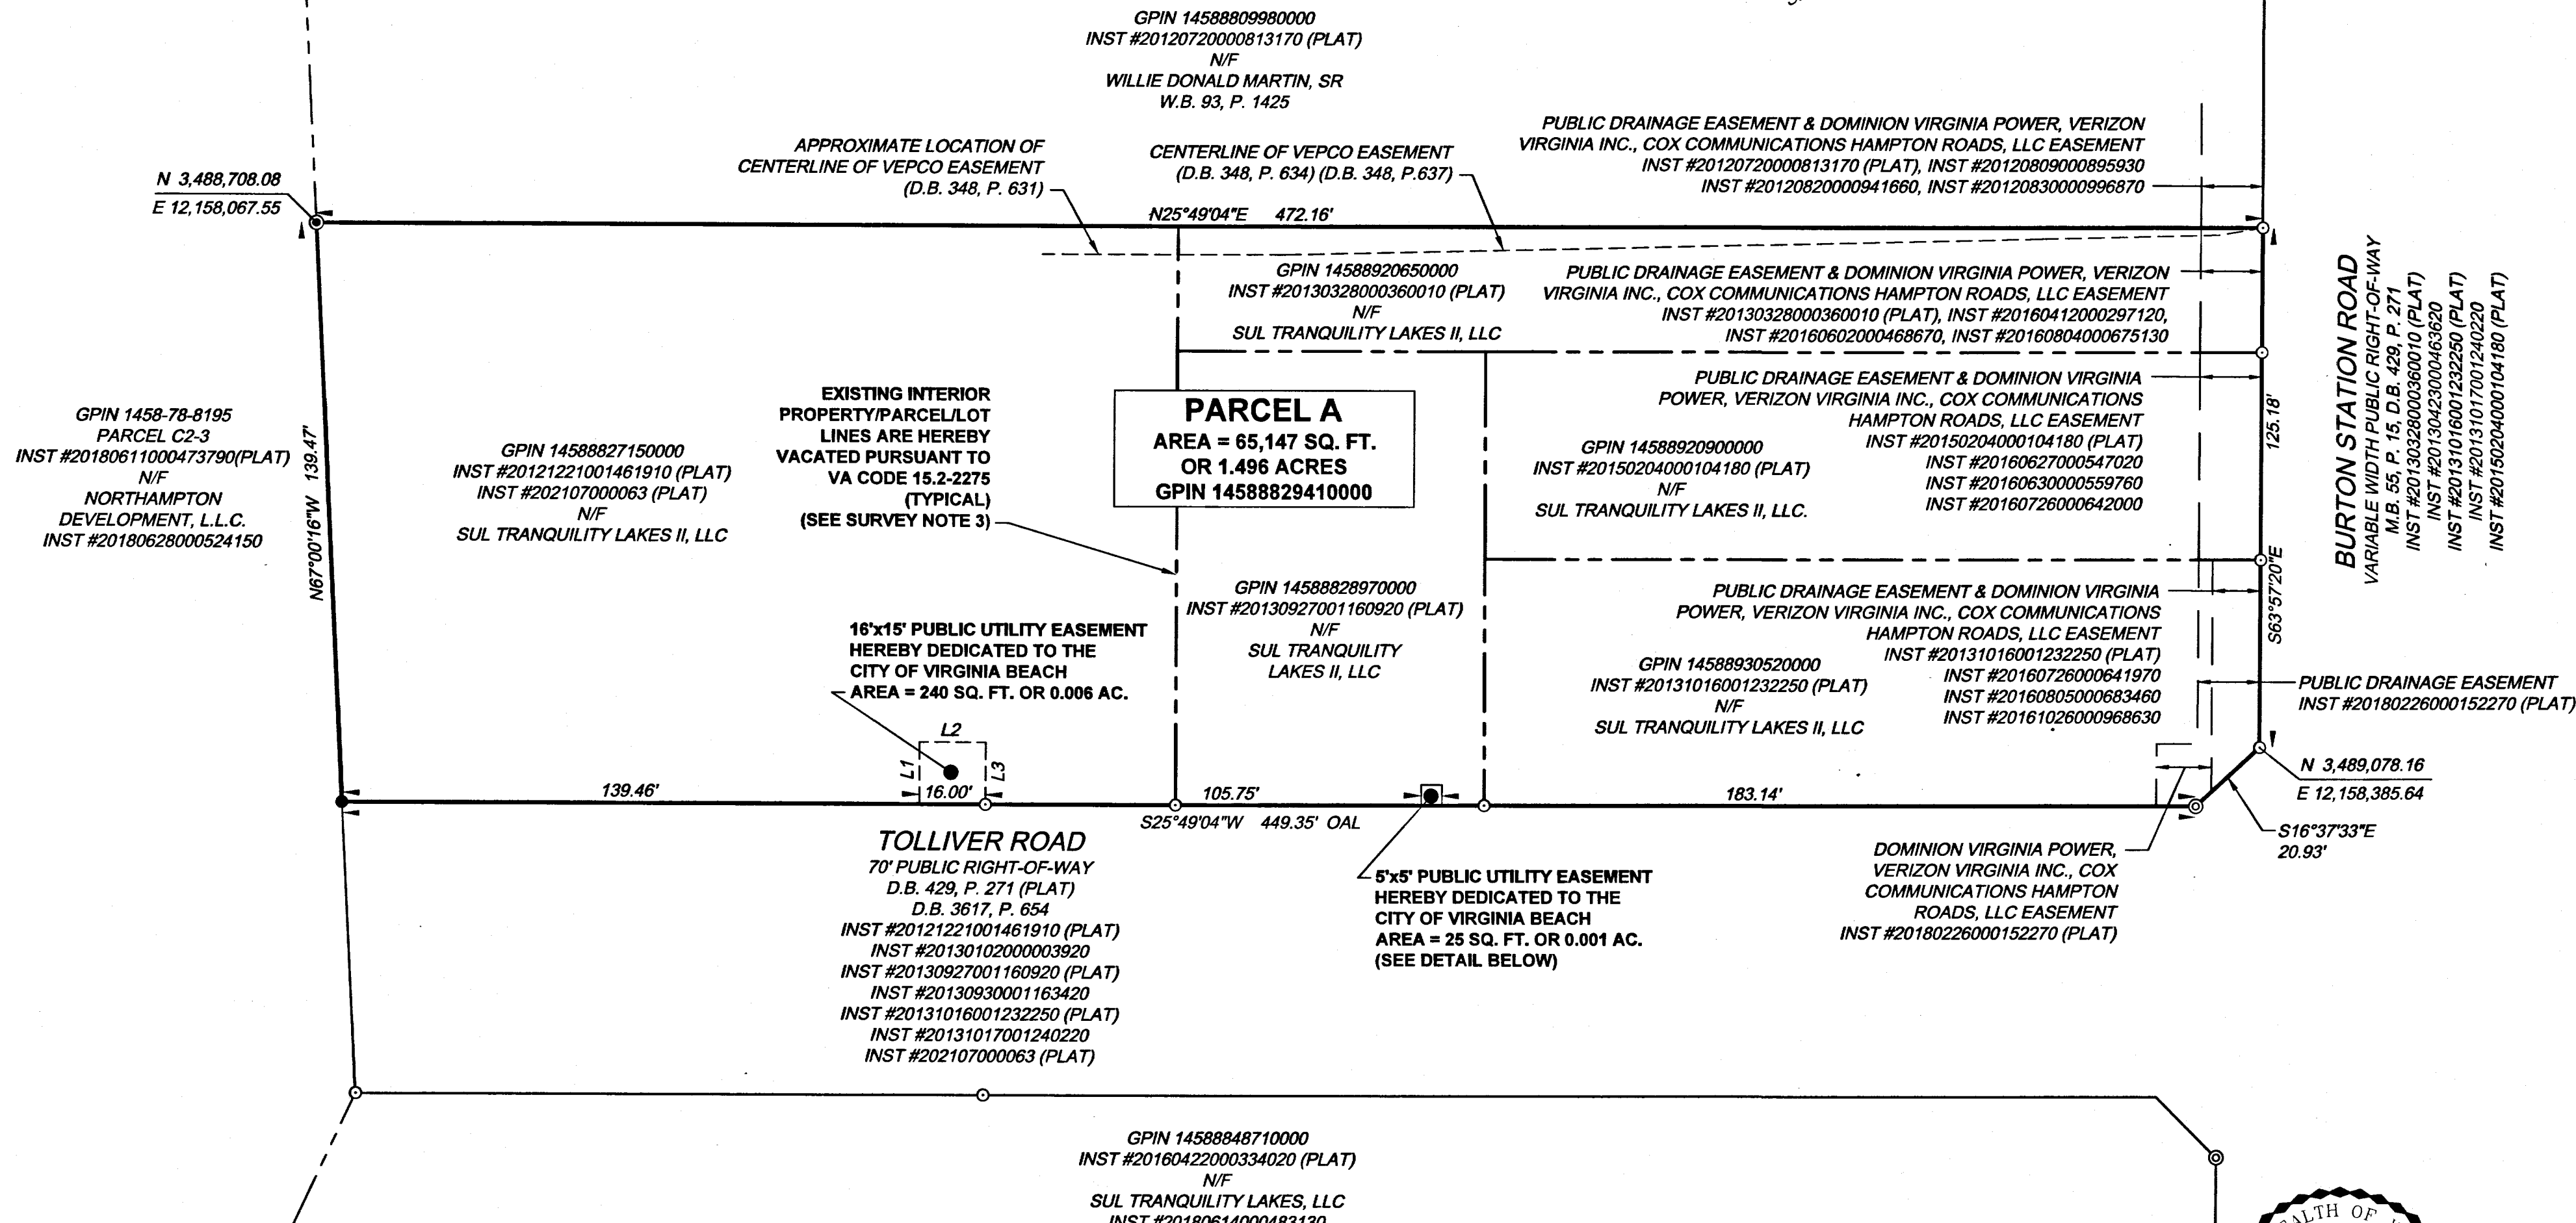 GPIN 14588809980000
INST #20120720000813170 (PLAT)
N/F
WILLIE DONALD MARTIN, SR
W.B. 93, P. 1425
APPROXIMATE LOCATION OF
CENTERLINE OF VEPCO EASEMENT
(D.B. 348, P. 631)
CENTERLINE OF VEPCO EASEMENT
(D.B. 348, P. 634) (D.B. 348, P.637)
PUBLIC DRAINAGE EASEMENT & DOMINION VIRGINIA POWER, VERIZON
VIRGINIA INC., COX COMMUNICATIONS HAMPTON ROADS, LLC EASEMENT
INST #20120720000813170 (PLAT), INST #20120809000895930
INST #20120820000941660, INST #20120830000996870
N 3,488,708.08
E 12,158,067.55
N25°49'04"E 472.16'
GPIN 14588920650000
INST #20130328000360010 (PLAT)
N/F
SUL TRANQUILITY LAKES II, LLC
PUBLIC DRAINAGE EASEMENT & DOMINION VIRGINIA POWER, VERIZON
VIRGINIA INC., COX COMMUNICATIONS HAMPTON ROADS, LLC EASEMENT
INST #20130328000360010 (PLAT), INST #20160412000297120,
INST #20160602000468670, INST #20160804000675130
BURTON STATION ROAD
VARIABLE WIDTH PUBLIC RIGHT-OF-WAY
M.B. 55, P. 15, D.B. 429, P. 271
INST #20130328000360010 (PLAT)
INST #20130423000463620
INST #20131016001232250 (PLAT)
INST #20131017001240220
INST #20150204000104180 (PLAT)
GPIN 1458-78-8195
PARCEL C2-3
INST #20180611000473790(PLAT)
N/F
NORTHAMPTON
DEVELOPMENT, L.L.C.
INST #20180628000524150
N67°00'16"W 139.47'
GPIN 14588827150000
INST #20121221001461910 (PLAT)
INST #202107000063 (PLAT)
N/F
SUL TRANQUILITY LAKES II, LLC
EXISTING INTERIOR
PROPERTY/PARCEL/LOT
LINES ARE HEREBY
VACATED PURSUANT TO
VA CODE 15.2-2275
(TYPICAL)
(SEE SURVEY NOTE 3)
PARCEL A
AREA = 65,147 SQ. FT.
OR 1.496 ACRES
GPIN 14588829410000
GPIN 14588920900000
INST #20150204000104180 (PLAT)
N/F
SUL TRANQUILITY LAKES II, LLC.
PUBLIC DRAINAGE EASEMENT & DOMINION VIRGINIA
POWER, VERIZON VIRGINIA INC., COX COMMUNICATIONS
HAMPTON ROADS, LLC EASEMENT
INST #20150204000104180 (PLAT)
INST #20160627000547020
INST #20160630000559760
INST #20160726000642000
125.18'
S63°57'20"E
16'x15' PUBLIC UTILITY EASEMENT
HEREBY DEDICATED TO THE
CITY OF VIRGINIA BEACH
AREA = 240 SQ. FT. OR 0.006 AC.
GPIN 14588828970000
INST #20130927001160920 (PLAT)
N/F
SUL TRANQUILITY
LAKES II, LLC
GPIN 14588930520000
INST #20131016001232250 (PLAT)
N/F
SUL TRANQUILITY LAKES II, LLC
PUBLIC DRAINAGE EASEMENT & DOMINION VIRGINIA
POWER, VERIZON VIRGINIA INC., COX COMMUNICATIONS
HAMPTON ROADS, LLC EASEMENT
INST #20131016001232250 (PLAT)
INST #20160726000641970
INST #20160805000683460
INST #20161026000968630
PUBLIC DRAINAGE EASEMENT
INST #20180226000152270 (PLAT)
N 3,489,078.16
E 12,158,385.64
S16°37'33"E
20.93'
L2
L1
L3
139.46'
16.00'
105.75'
183.14'
S25°49'04"W 449.35' OAL
TOLLIVER ROAD
70' PUBLIC RIGHT-OF-WAY
D.B. 429, P. 271 (PLAT)
D.B. 3617, P. 654
INST #20121221001461910 (PLAT)
INST #20130102000003920
INST #20130927001160920 (PLAT)
INST #20130930001163420
INST #20131016001232250 (PLAT)
INST #20131017001240220
INST #202107000063 (PLAT)
5'x5' PUBLIC UTILITY EASEMENT
HEREBY DEDICATED TO THE
CITY OF VIRGINIA BEACH
AREA = 25 SQ. FT. OR 0.001 AC.
(SEE DETAIL BELOW)
DOMINION VIRGINIA POWER,
VERIZON VIRGINIA INC., COX
COMMUNICATIONS HAMPTON
ROADS, LLC EASEMENT
INST #20180226000152270 (PLAT)
GPIN 14588848710000
INST #20160422000334020 (PLAT)
N/F
SUL TRANQUILITY LAKES, LLC
INST #20180614000483130
OF